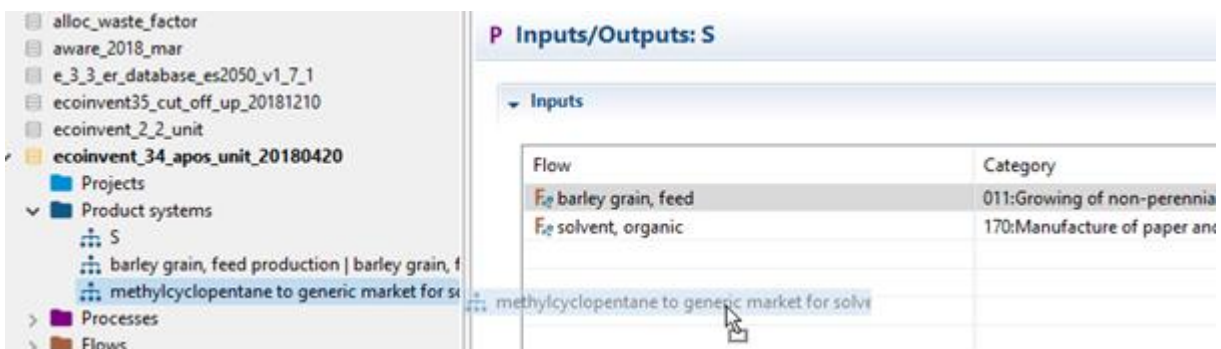 alloc_waste_factor
aware_2018_mar
e_3_3_er_database_es2050_v1_7_1
ecoinvent35_cut_off_up_20181210
ecoinvent_2_2_unit
ecoinvent_34_apos_unit_20180420
Projects
Product systems
S
barley grain, feed production | barley grain, f
methylcyclopentane to generic market for so
Processes
Flows
P Inputs/Outputs: S
Inputs
Flow Category
barley grain, feed 011:Growing of non-perennia
solvent, organic 170:Manufacture of paper and
methylcyclopentane to generic market for solve